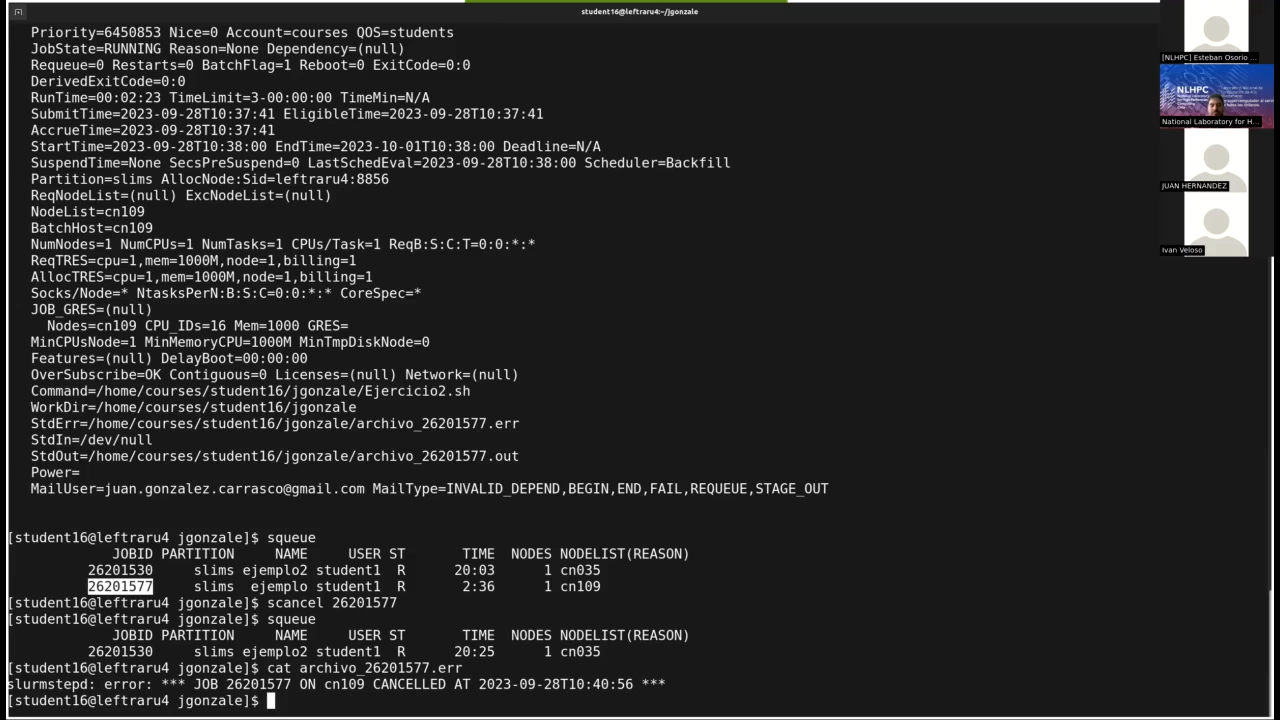 student16@leftraru4:~/jgonzale
Priority=6450853 Nice=0 Account=courses QOS=students
JobState=RUNNING Reason=None Dependency=(null)
Requeue=0 Restarts=0 BatchFlag=1 Reboot=0 ExitCode=0:0
DerivedExitCode=0:0
RunTime=00:02:23 TimeLimit=3-00:00:00 TimeMin=N/A
SubmitTime=2023-09-28T10:37:41 EligibleTime=2023-09-28T10:37:41
AccrueTime=2023-09-28T10:37:41
StartTime=2023-09-28T10:38:00 EndTime=2023-10-01T10:38:00 Deadline=N/A
SuspendTime=None SecsPreSuspend=0 LastSchedEval=2023-09-28T10:38:00 Scheduler=Backfill
Partition=slims AllocNode:Sid=leftraru4:8856
ReqNodeList=(null) ExcNodeList=(null)
NodeList=cn109
BatchHost=cn109
NumNodes=1 NumCPUs=1 NumTasks=1 CPUs/Task=1 ReqB:S:C:T=0:0:*:*
ReqTRES=cpu=1,mem=1000M,node=1,billing=1
AllocTRES=cpu=1,mem=1000M,node=1,billing=1
Socks/Node=* NtasksPerN:B:S:C=0:0:*:* CoreSpec=*
JOB_GRES=(null)
Nodes=cn109 CPU_IDs=16 Mem=1000 GRES=
MinCPUsNode=1 MinMemoryCPU=1000M MinTmpDiskNode=0
Features=(null) DelayBoot=00:00:00
OverSubscribe=OK Contiguous=0 Licenses=(null) Network=(null)
Command=/home/courses/student16/jgonzale/Ejercicio2.sh
WorkDir=/home/courses/student16/jgonzale
StdErr=/home/courses/student16/jgonzale/archivo_26201577.err
StdIn=/dev/null
StdOut=/home/courses/student16/jgonzale/archivo_26201577.out
Power=
MailUser=juan.gonzalez.carrasco@gmail.com MailType=INVALID_DEPEND,BEGIN,END,FAIL,REQUEUE,STAGE_OUT
[student16@leftraru4 jgonzale]$ squeue
JOBID PARTITION NAME USER ST TIME NODES NODELIST(REASON)
26201530 slims ejemplo2 student1 R 20:03 1 cn035
26201577 slims ejemplo student1 R 2:36 1 cn109
[student16@leftraru4 jgonzale]$ scancel 26201577
[student16@leftraru4 jgonzale]$ squeue
JOBID PARTITION NAME USER ST TIME NODES NODELIST(REASON)
26201530 slims ejemplo2 student1 R 20:25 1 cn035
[student16@leftraru4 jgonzale]$ cat archivo_26201577.err
slurmstepd: error: *** JOB 26201577 ON cn109 CANCELLED AT 2023-09-28T10:40:56 ***
[student16@leftraru4 jgonzale]$
[NLHPC] Esteban Osorio ...
NLHPC
National Laboratory for H...
JUAN HERNANDEZ
Ivan Veloso